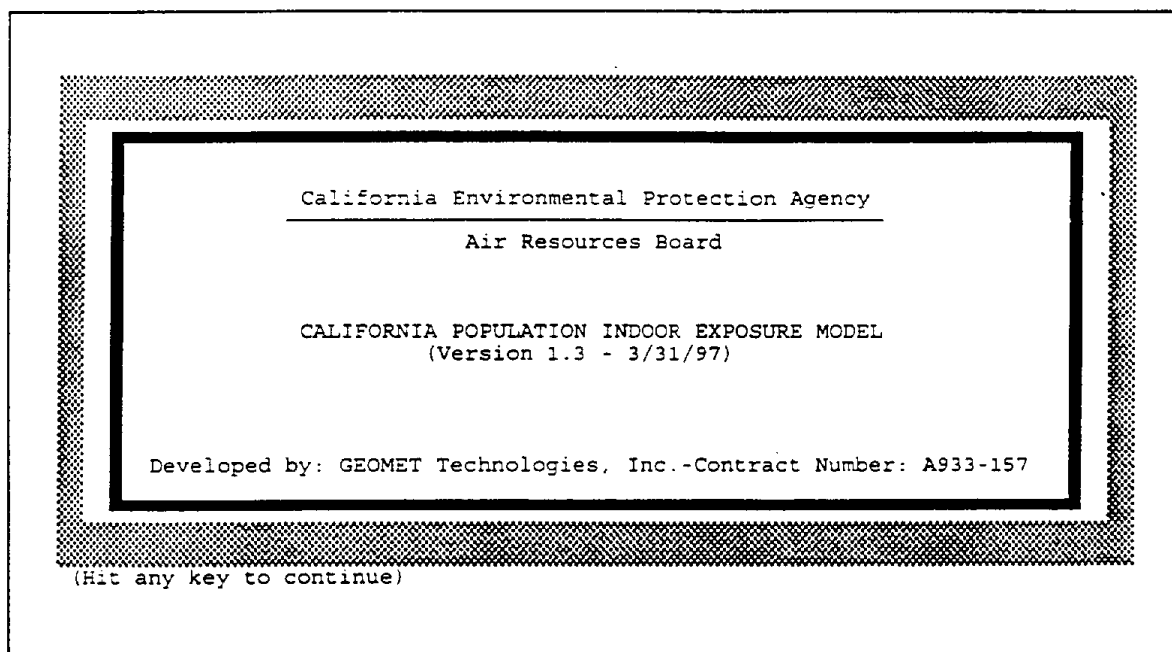 California Environmental Protection Agency
Air Resources Board
CALIFORNIA POPULATION INDOOR EXPOSURE MODEL
(Version 1.3 - 3/31/97)
Developed by: GEOMET Technologies, Inc.-Contract Number: A933-157
(Hit any key to continue)